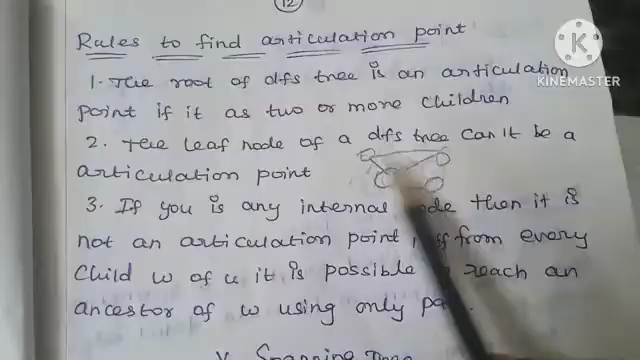 12
Rules to find articulation point
1. The root of dfs tree is an articulation
point if it as two or more children
2. The leaf node of a dfs tree can't be a
articulation point
3. If you is any internal node then it is
not an articulation point from every
child w of u it is possible reach an
ancestor of w using only
Spanning Tree
KINEMASTER